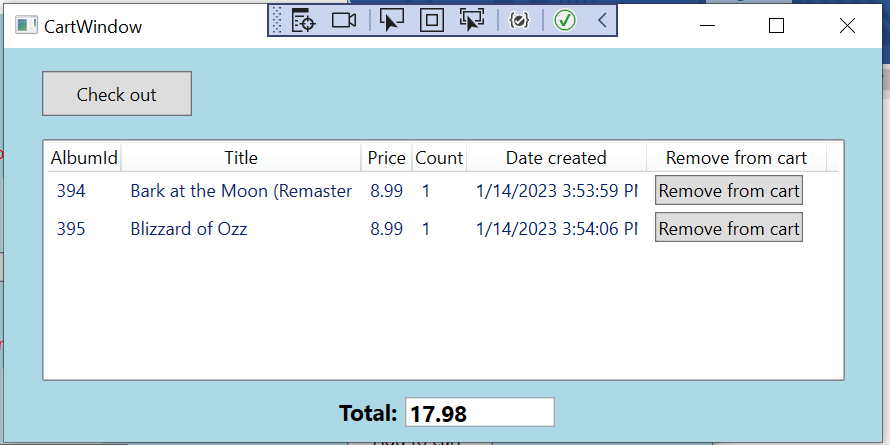 CartWindow
Check out
AlbumId Title Price Count Date created Remove from cart
394 Bark at the Moon (Remaster 8.99 1 1/14/2023 3:53:59 PM Remove from cart
395 Blizzard of Ozz 8.99 1 1/14/2023 3:54:06 PM Remove from cart
Total: 17.98